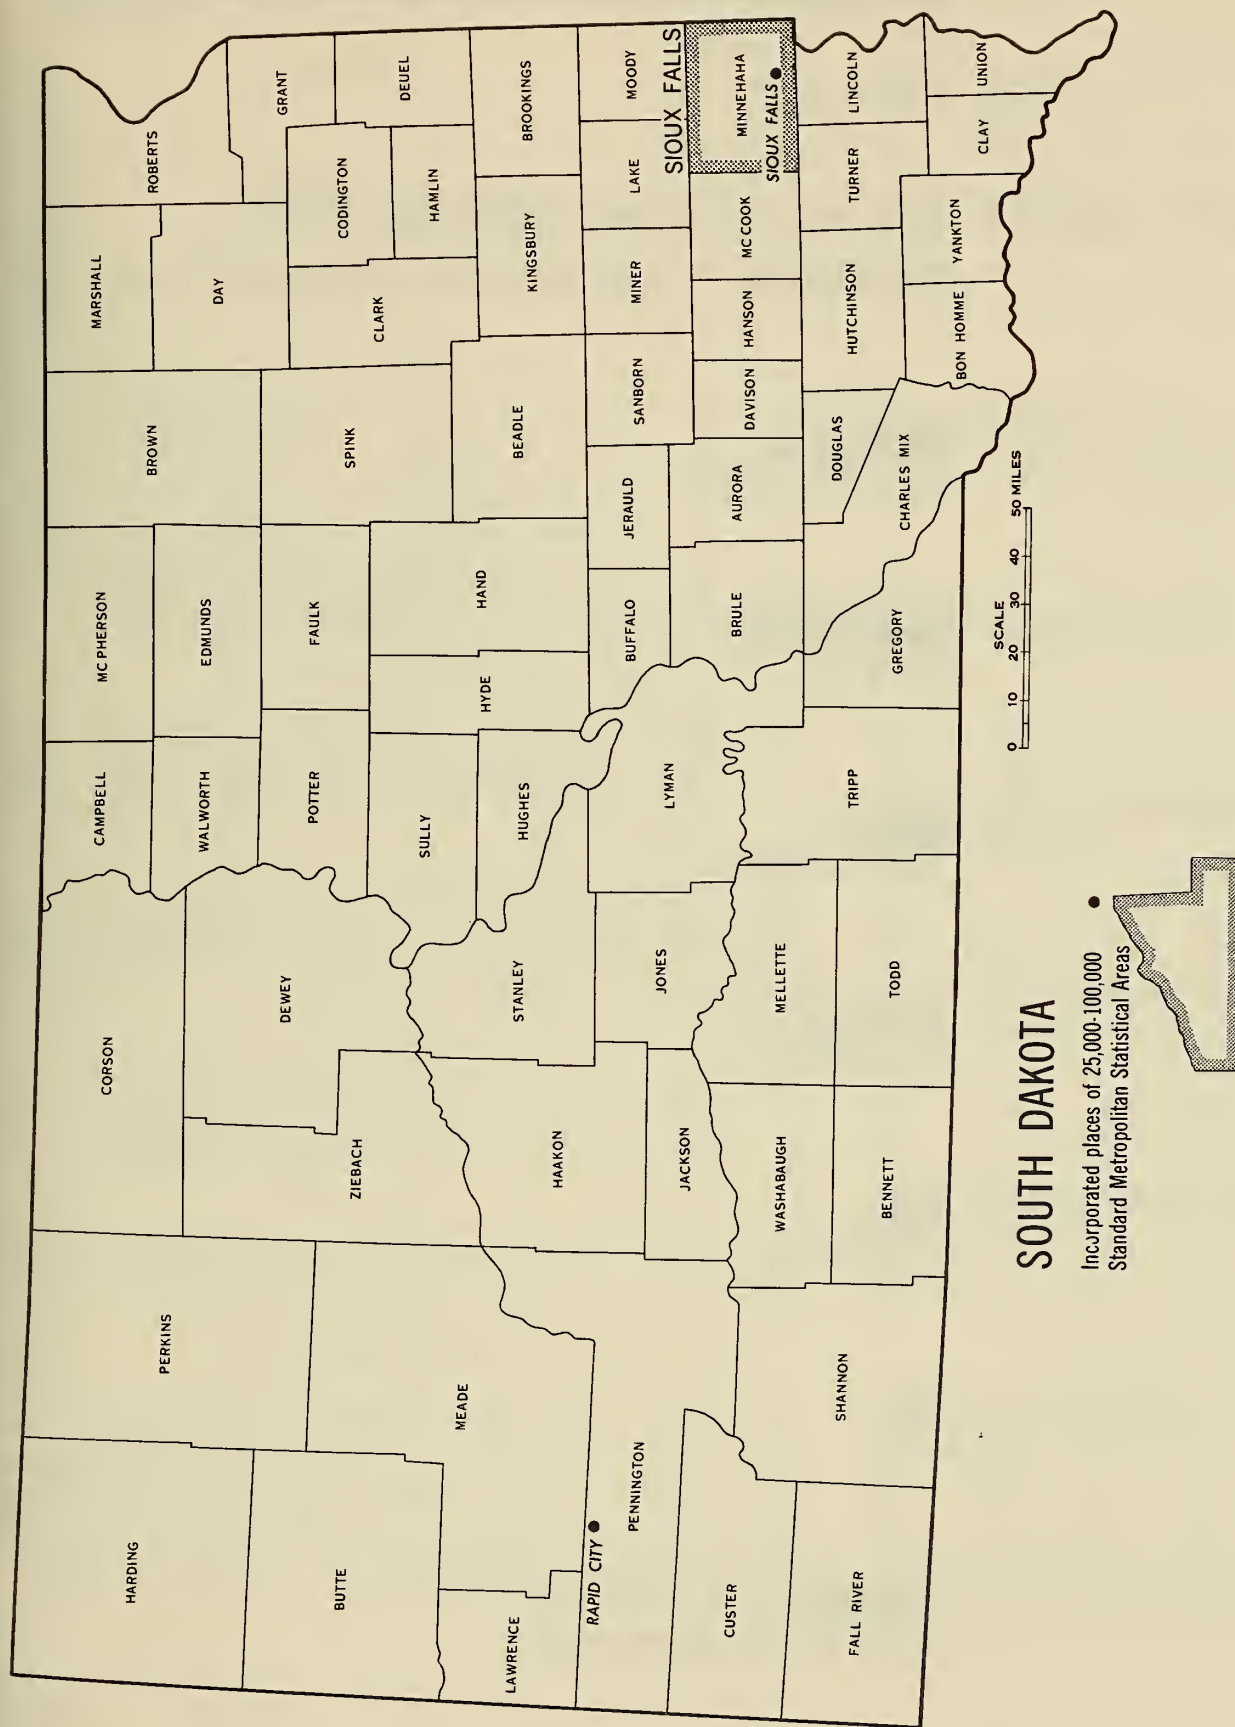 HARDING
PERKINS
CORSON
CAMPBELL
MC PHERSON
BROWN
MARSHALL
ROBERTS
WALWORTH
EDMUNDS
DAY
GRANT
BUTTE
ZIEBACH
DEWEY
POTTER
FAULK
SPINK
CODINGTON
DEUEL
MEADE
SULLY
HYDE
HAND
CLARK
HAMLIN
LAWRENCE
HAAKON
STANLEY
HUGHES
BEADLE
KINGSBURY
BROOKINGS
RAPID CITY
PENNINGTON
JACKSON
JONES
LYMAN
BUFFALO
JERAULD
SANBORN
MINER
LAKE
MOODY
SIOUX FALLS
CUSTER
WASHABAUGH
MELLETTE
BRULE
AURORA
DAVISON
HANSON
MC COOK
MINNEHAHA
SIOUX FALLS
FALL RIVER
SHANNON
BENNETT
TODD
TRIPP
GREGORY
CHARLES MIX
DOUGLAS
HUTCHINSON
TURNER
LINCOLN
BON HOMME
YANKTON
CLAY
UNION
SCALE
0 10 20 30 40 50 MILES
SOUTH DAKOTA
Incorporated places of 25,000-100,000
Standard Metropolitan Statistical Areas